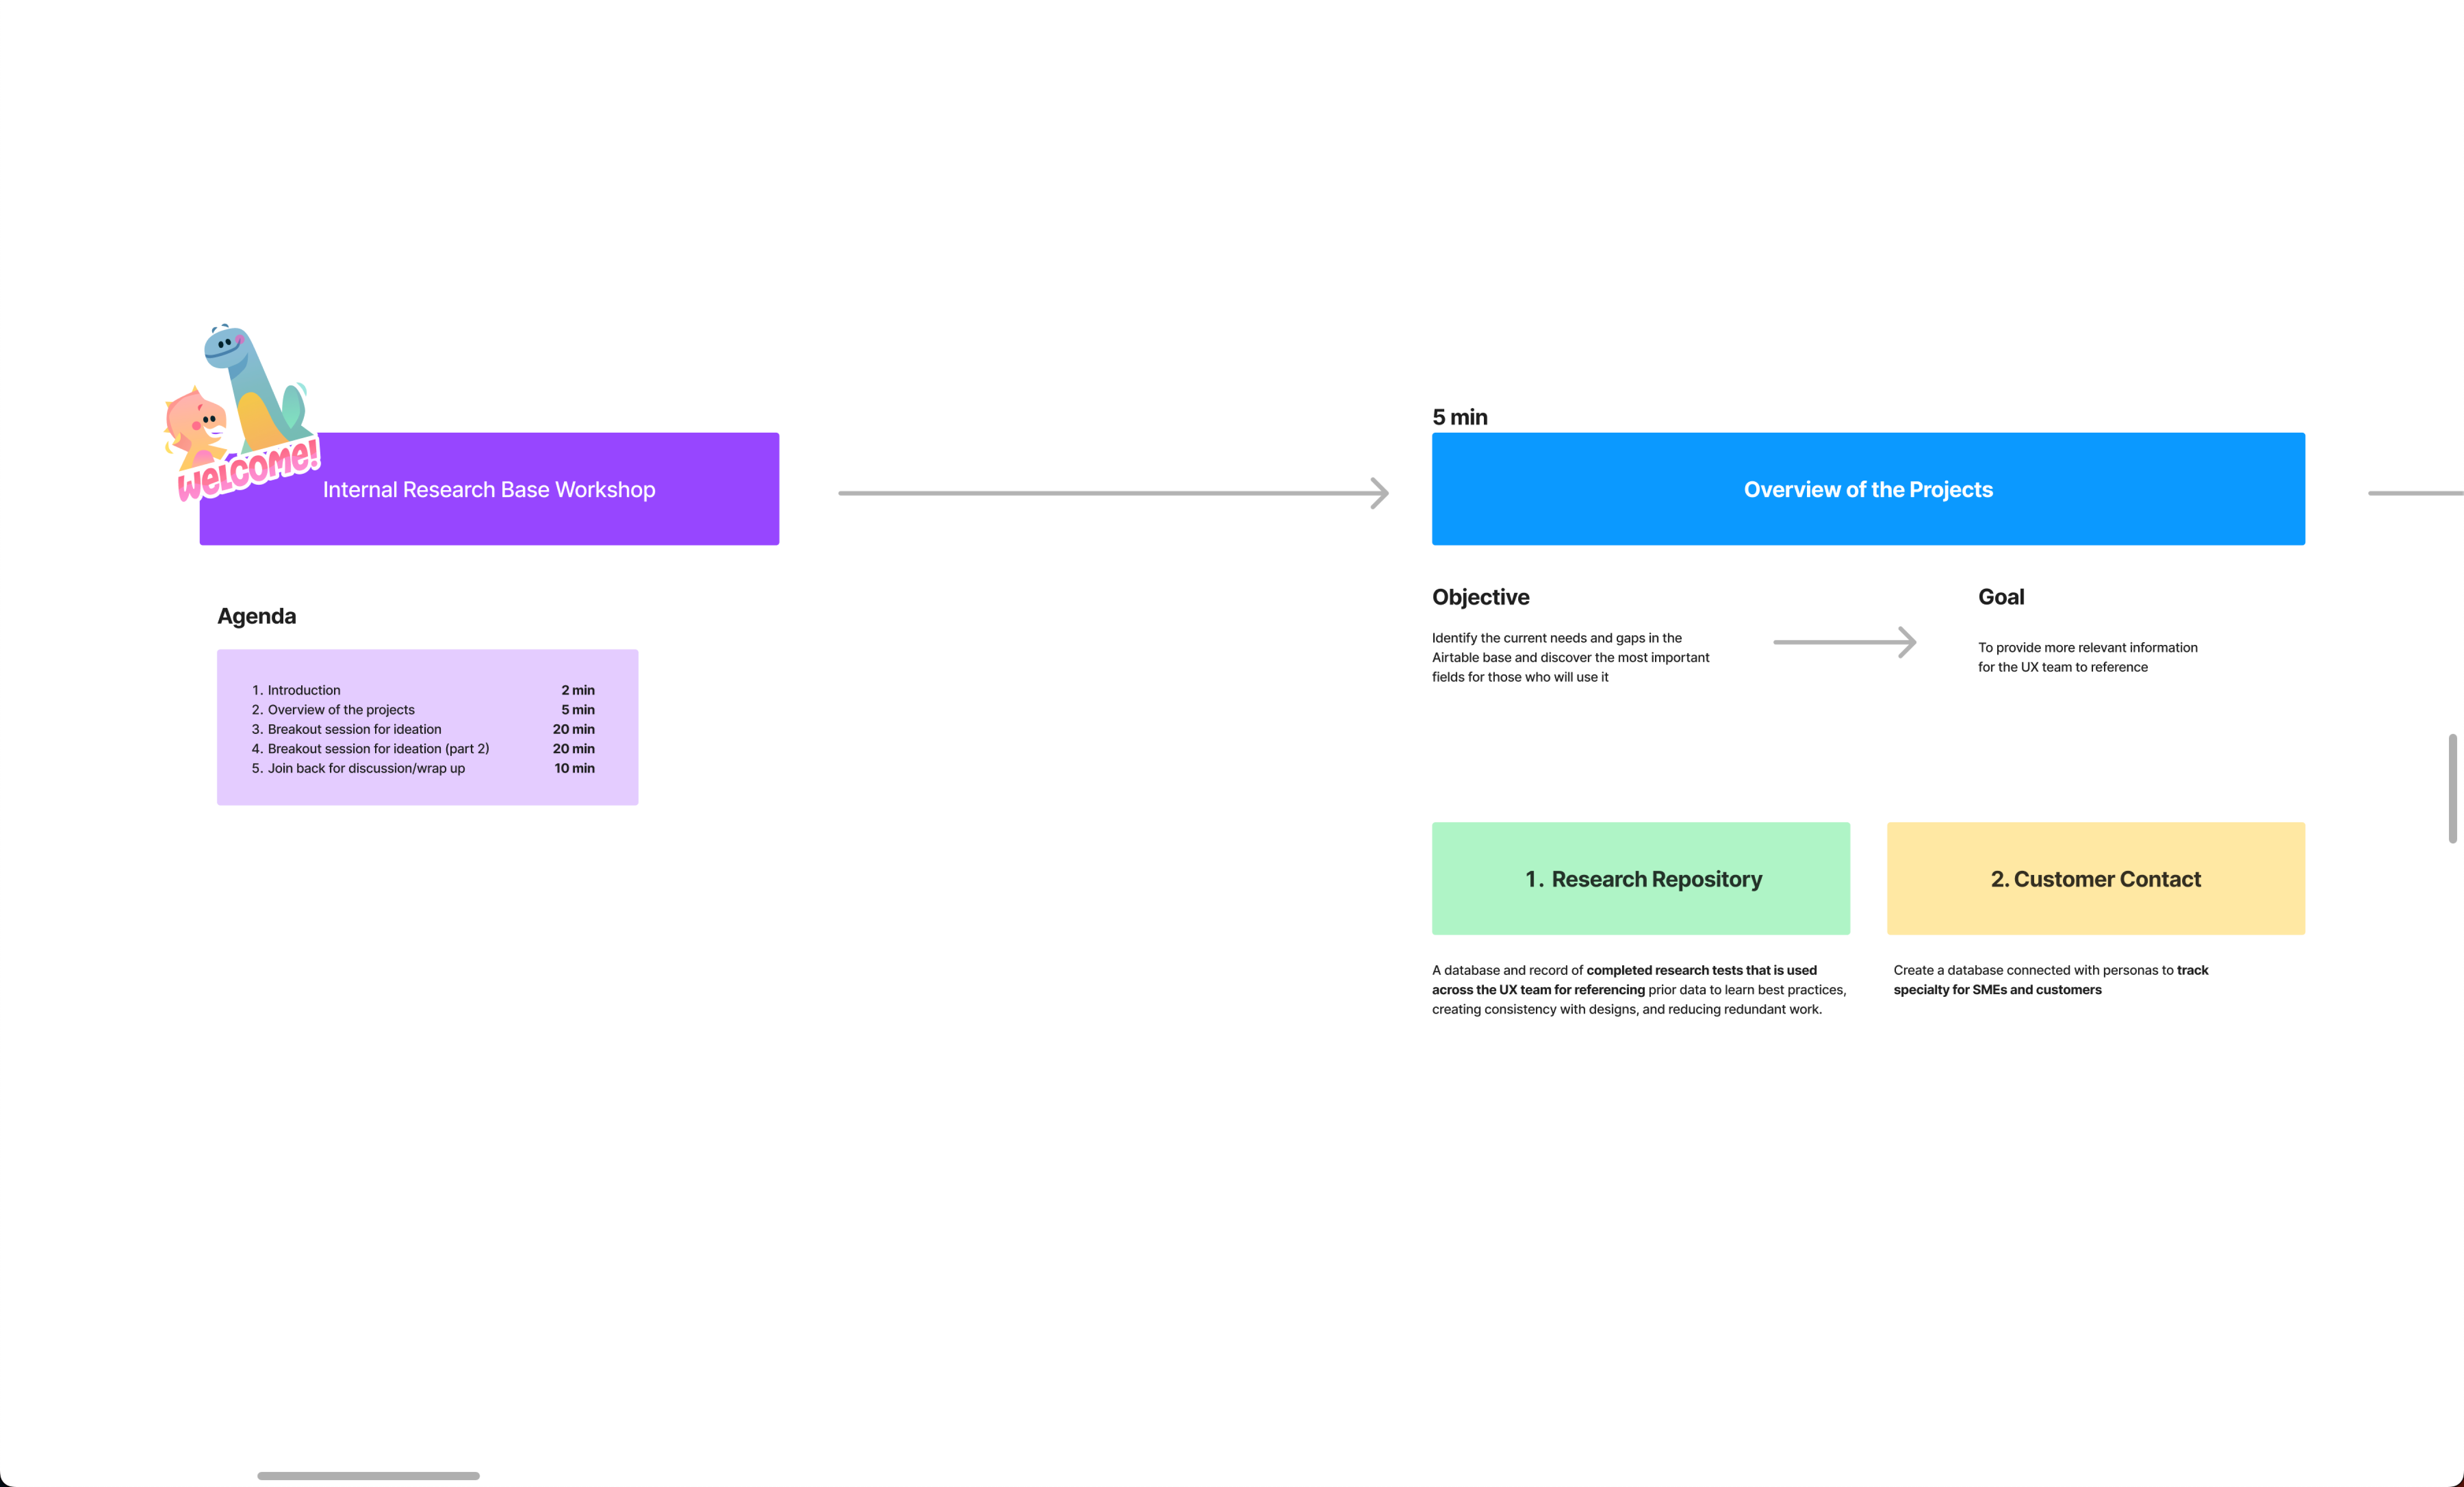 WELCOME!
Internal Research Base Workshop
Agenda
1. Introduction 2 min
2. Overview of the projects 5 min
3. Breakout session for ideation 20 min
4. Breakout session for ideation (part 2) 20 min
5. Join back for discussion/wrap up 10 min
5 min
Overview of the Projects
Objective
Identify the current needs and gaps in the
Airtable base and discover the most important
fields for those who will use it
Goal
To provide more relevant information
for the UX team to reference
1. Research Repository
A database and record of completed research tests that is used
across the UX team for referencing prior data to learn best practices,
creating consistency with designs, and reducing redundant work.
2. Customer Contact
Create a database connected with personas to track
specialty for SMEs and customers